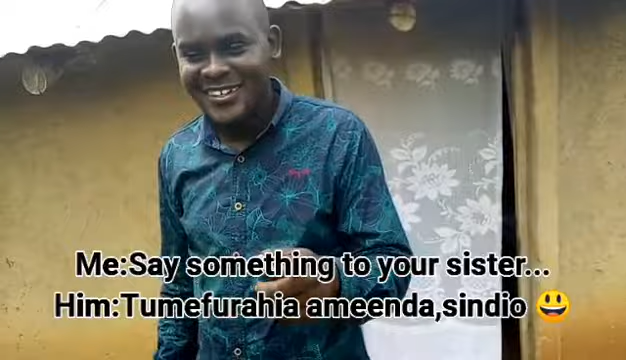 Me:Say something to your sister...
Him:Tumefurahia ameenda,sindio 😃